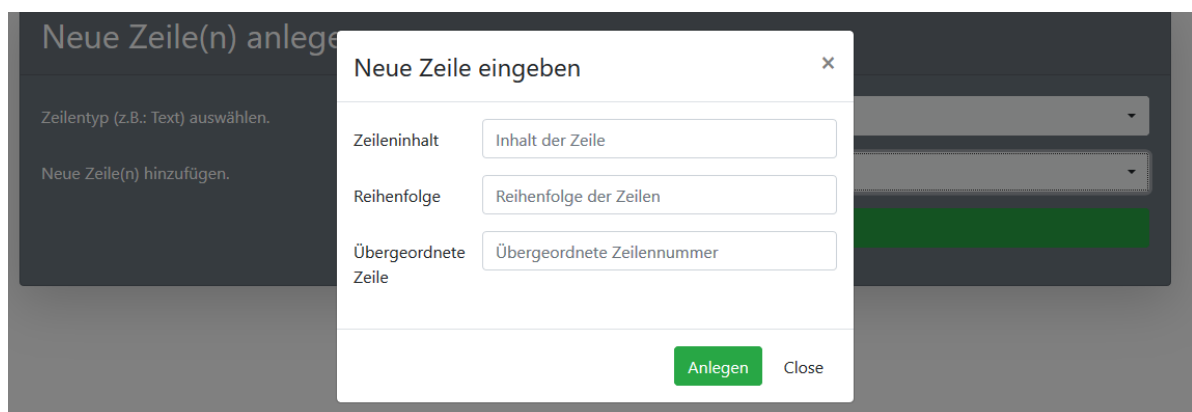 Neue Zeile(n) anlege
Neue Zeile eingeben ×
Zeilentyp (z.B.: Text) auswählen.
Zeileninhalt Inhalt der Zeile
Neue Zeile(n) hinzufügen.
Reihenfolge Reihenfolge der Zeilen
Übergeordnete Übergeordnete Zeilennummer
Zeile
Anlegen Close